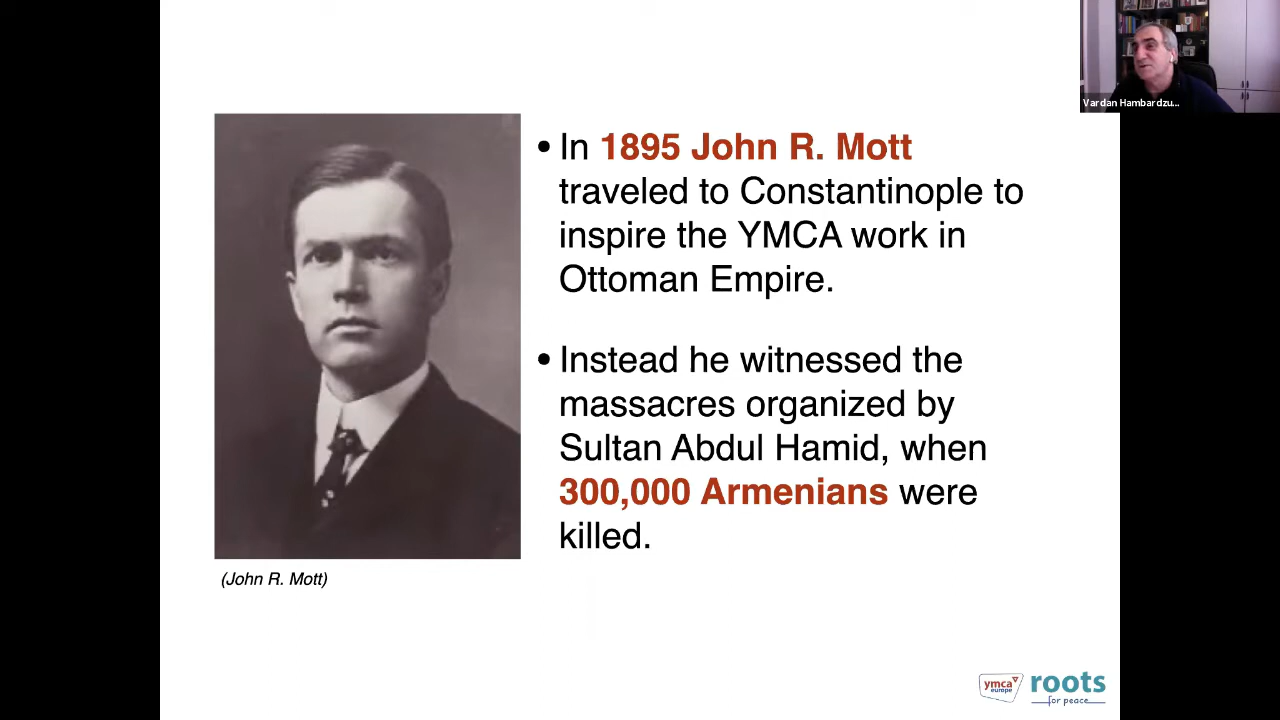 Vardan Hambardzu...
• In 1895 John R. Mott
traveled to Constantinople to
inspire the YMCA work in
Ottoman Empire.
• Instead he witnessed the
massacres organized by
Sultan Abdul Hamid, when
300,000 Armenians were
killed.
(John R. Mott)
ymca
europe
roots
for peace